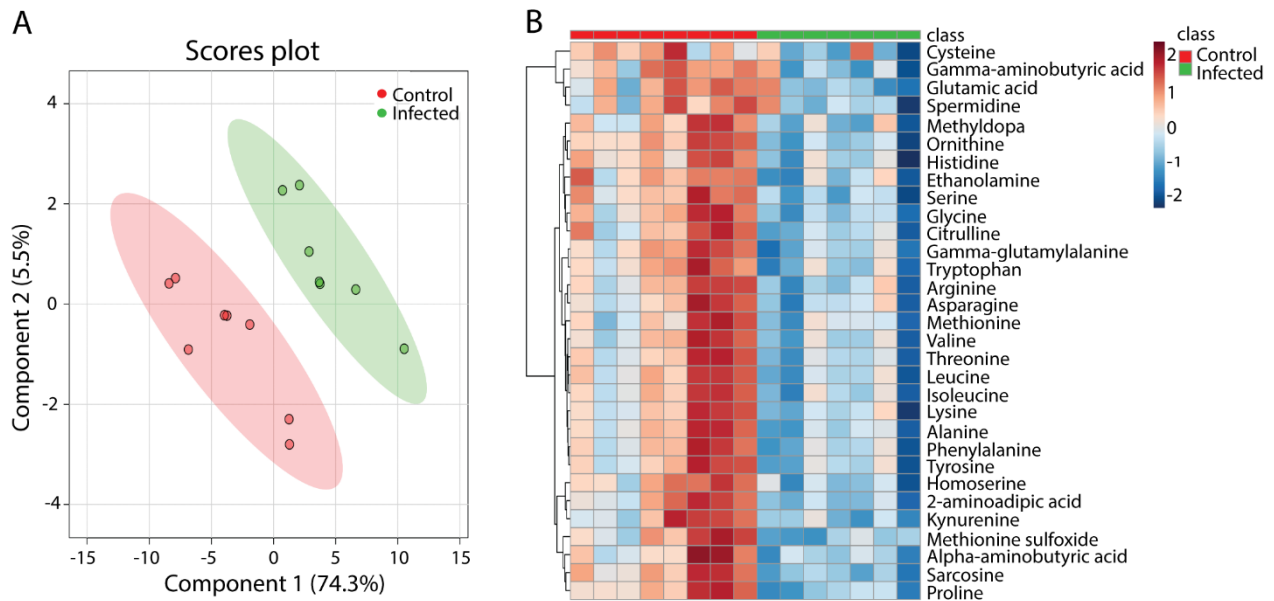 A
Scores plot
Control
Infected
4
2
0
-2
-4
Component 2 (5.5%)
-15
-10
-5
0
5
10
15
Component 1 (74.3%)
B
class
Cysteine
Gamma-aminobutyric acid
Glutamic acid
Spermidine
Methyldopa
Ornithine
Histidine
Ethanolamine
Serine
Glycine
Citrulline
Gamma-glutamylalanine
Tryptophan
Arginine
Asparagine
Methionine
Valine
Threonine
Leucine
Isoleucine
Lysine
Alanine
Phenylalanine
Tyrosine
Homoserine
2-aminoadipic acid
Kynurenine
Methionine sulfoxide
Alpha-aminobutyric acid
Sarcosine
Proline
2
1
0
-1
-2
class
Control
Infected